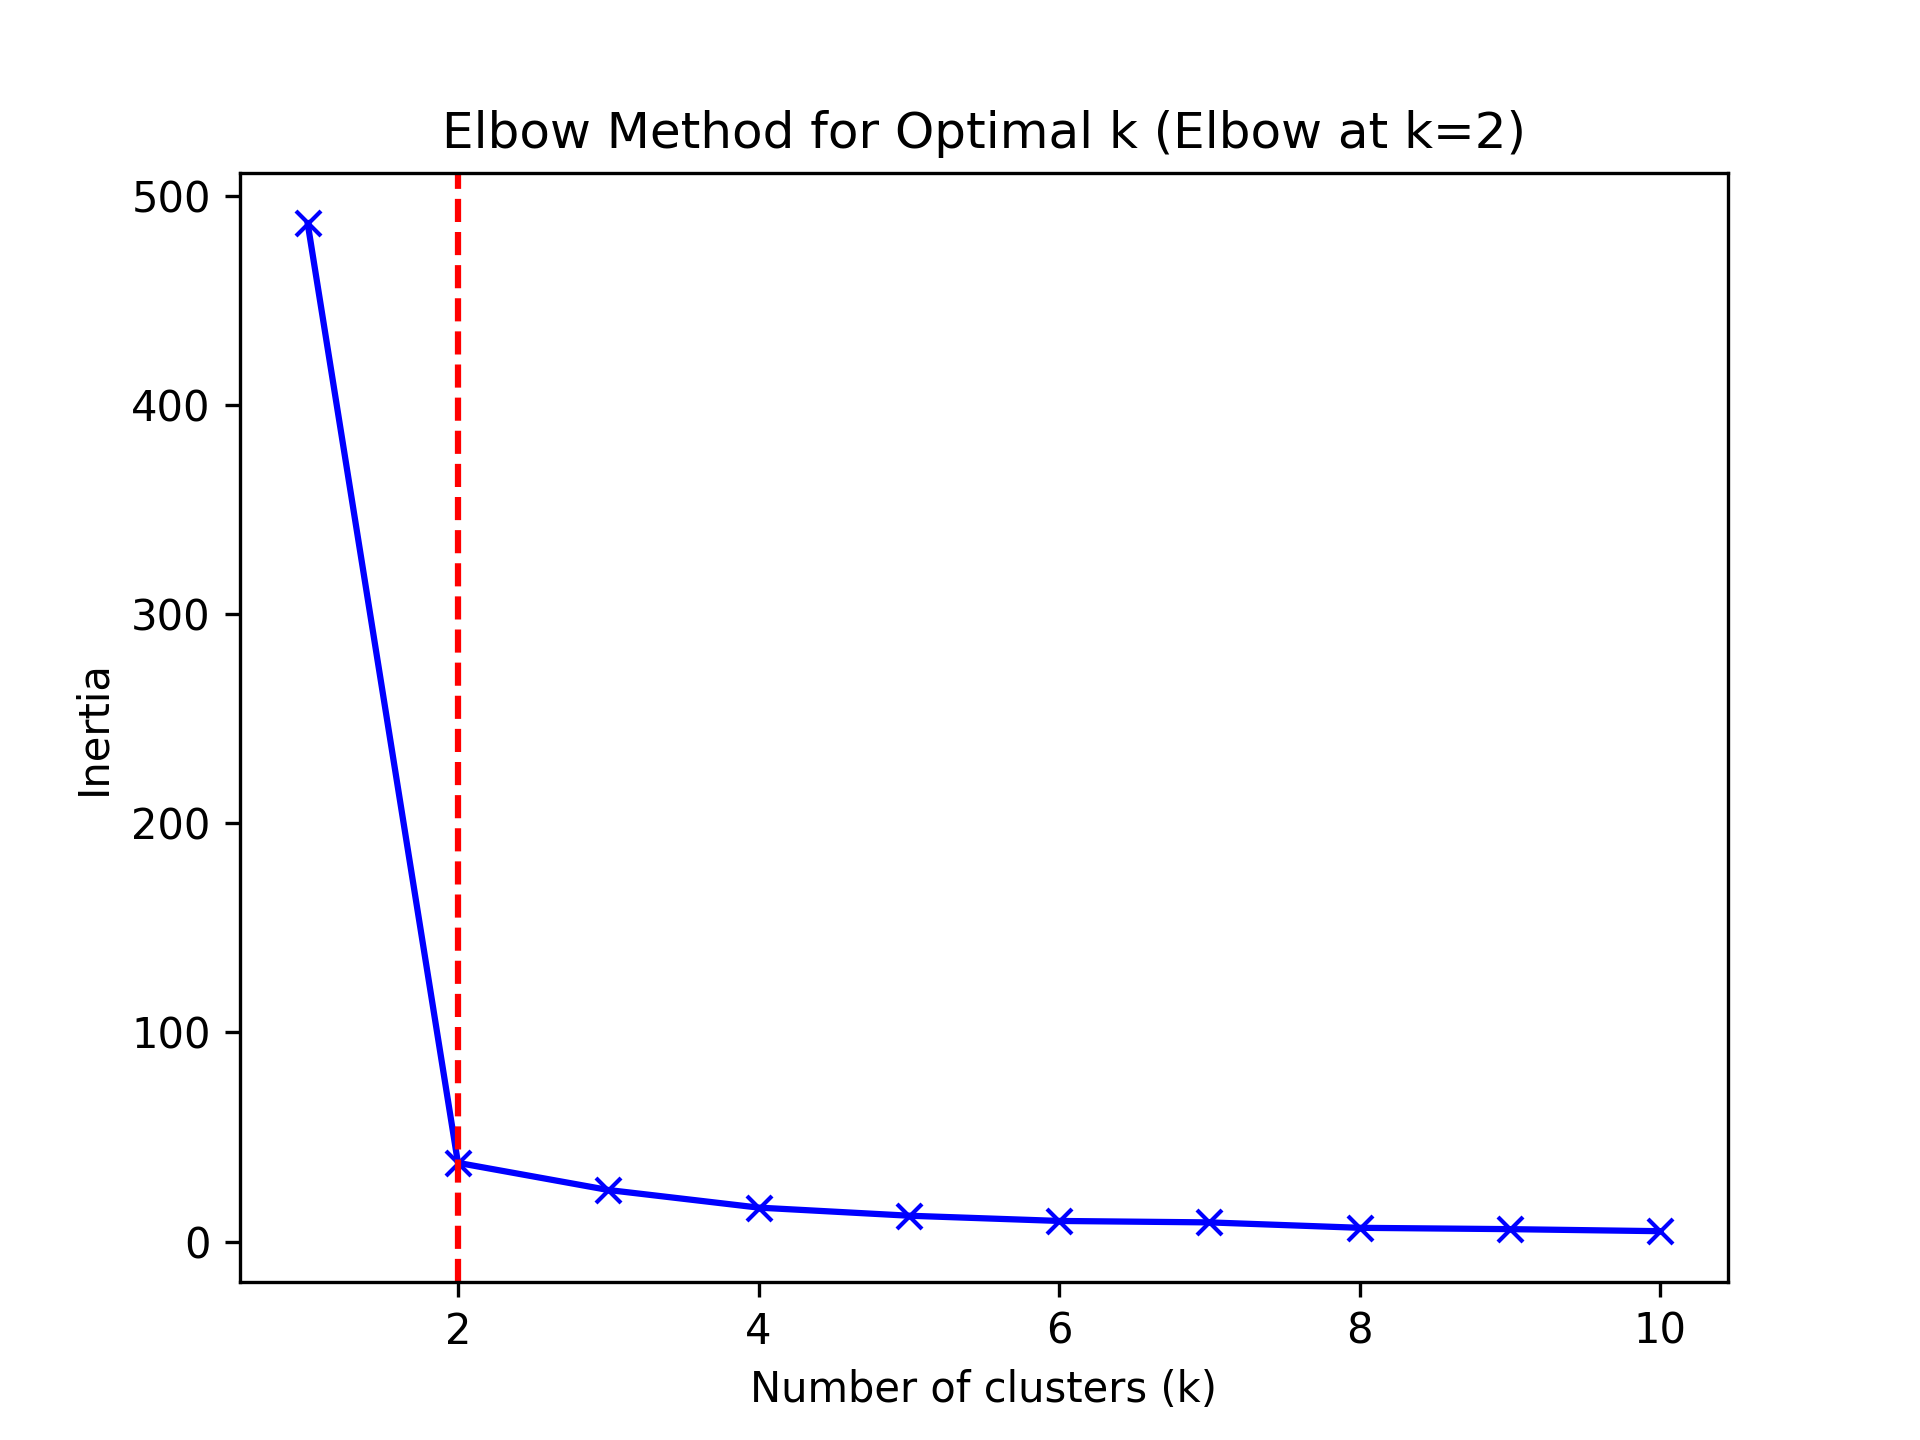 Elbow Method for Optimal k (Elbow at k=2)
500
400
300
200
100
0
Inertia
2 4 6 8 10
Number of clusters (k)